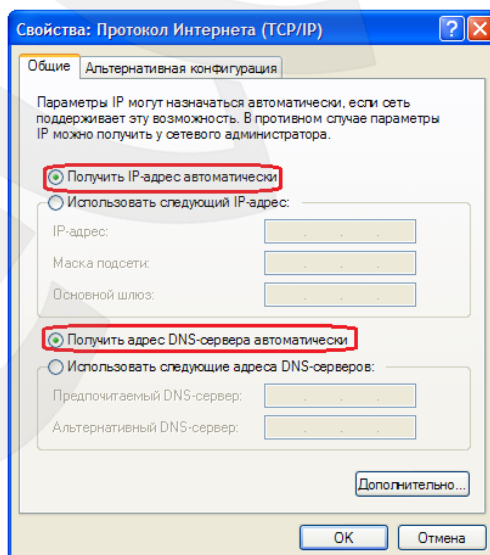 Свойства: Протокол Интернета (TCP/IP)
Общие
Альтернативная конфигурация
Параметры IP могут назначаться автоматически, если сеть
поддерживает эту возможность. В противном случае параметры
IP можно получить у сетевого администратора.
Получить IP-адрес автоматически
Использовать следующий IP-адрес:
IP-адрес:
Маска подсети:
Основной шлюз:
Получить адрес DNS-сервера автоматически
Использовать следующие адреса DNS-серверов:
Предпочитаемый DNS-сервер:
Альтернативный DNS-сервер:
Дополнительно...
OK
Отмена